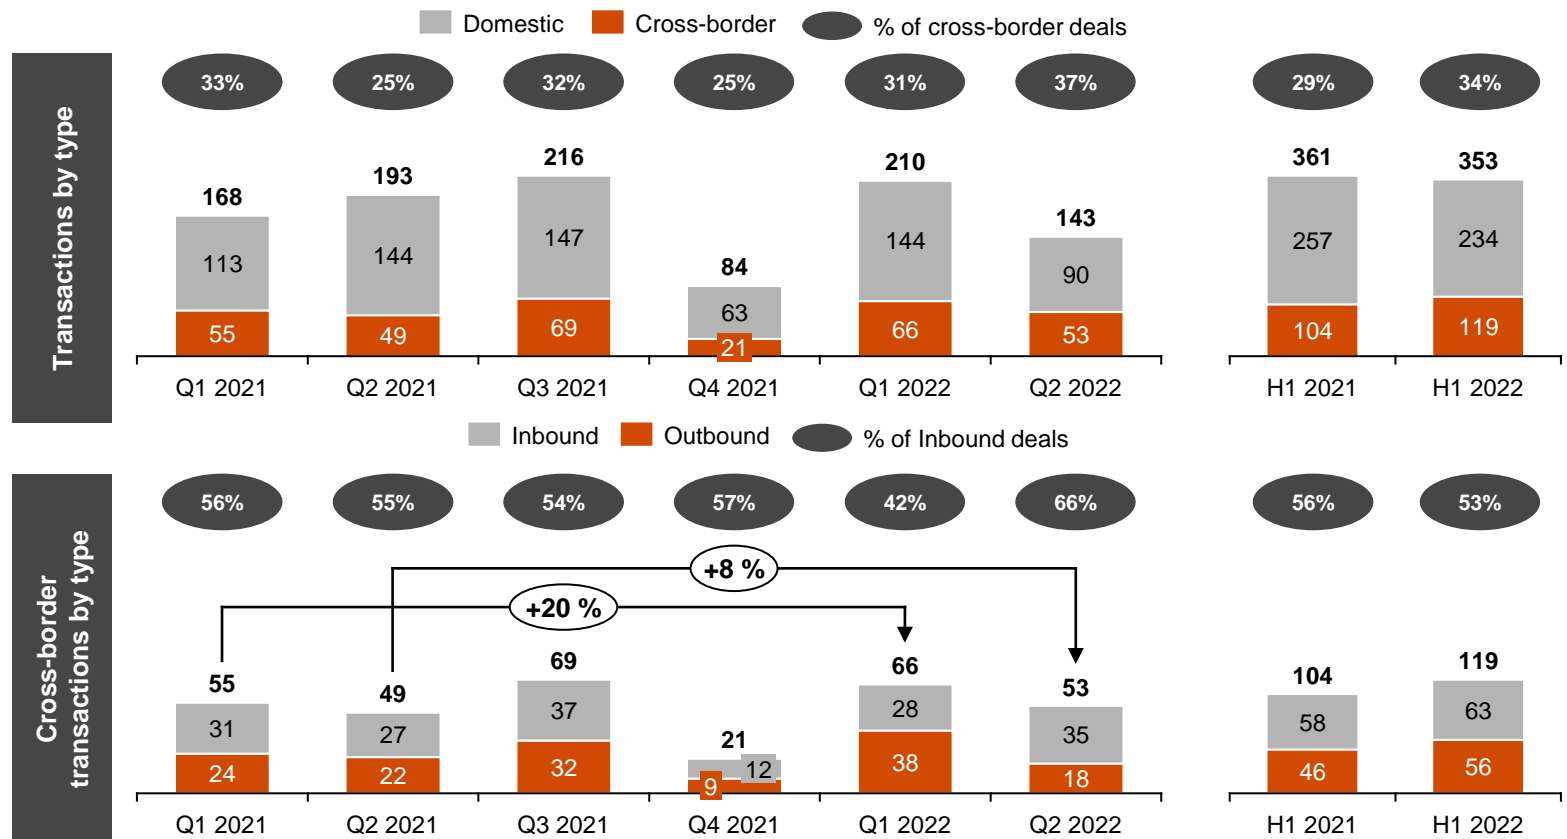 Domestic Cross-border % of cross-border deals
Transactions by type
33% 25% 32% 25% 31% 37% 29% 34%
168 193 216 84 210 143 361 353
113 144 147 63 144 90 257 234
55 49 69 21 66 53 104 119
Q1 2021 Q2 2021 Q3 2021 Q4 2021 Q1 2022 Q2 2022 H1 2021 H1 2022
Inbound Outbound % of Inbound deals
Cross-border
transactions by type
56% 55% 54% 57% 42% 66% 56% 53%
+8 %
+20 %
55 49 69 21 66 53 104 119
31 27 37 12 28 35 58 63
24 22 32 9 38 18 46 56
Q1 2021 Q2 2021 Q3 2021 Q4 2021 Q1 2022 Q2 2022 H1 2021 H1 2022